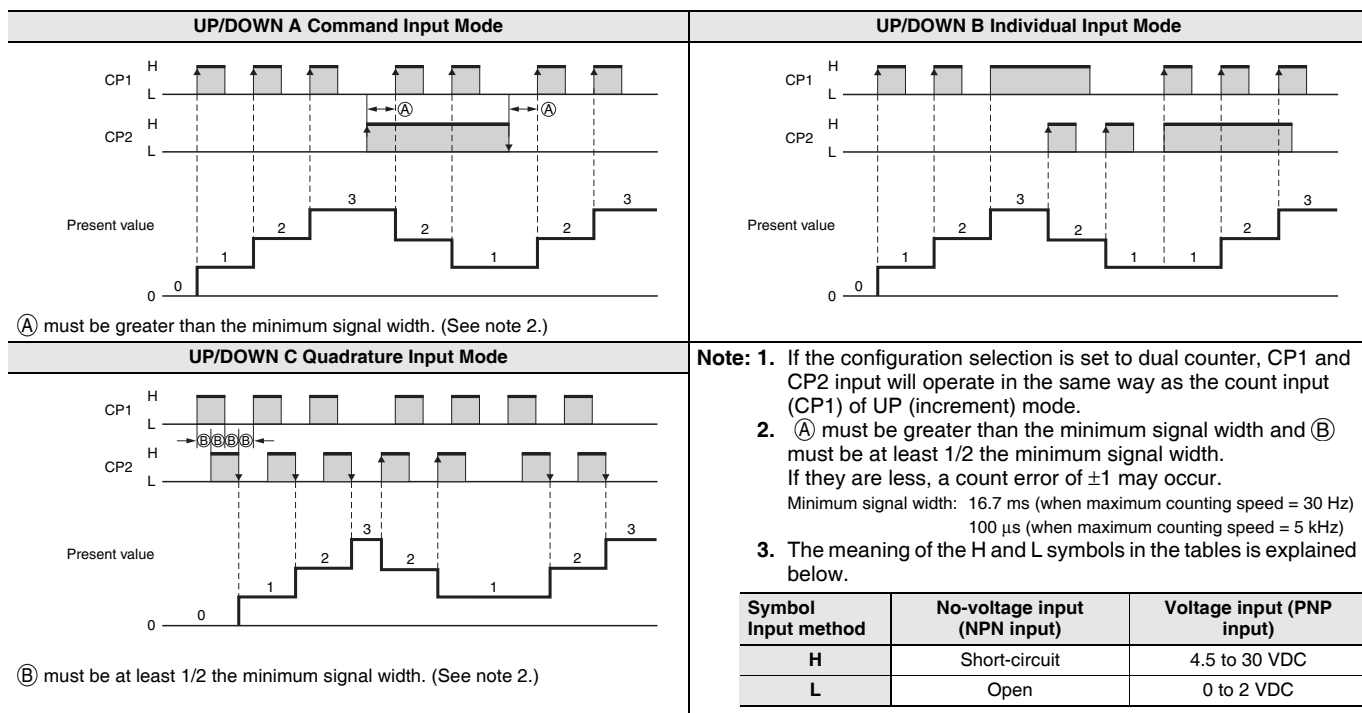 UP/DOWN A Command Input Mode
CP1
H
L
Ⓐ
Ⓐ
CP2
H
L
Present value
3
2
2
3
1
1
2
0
0
Ⓐ must be greater than the minimum signal width. (See note 2.)
UP/DOWN B Individual Input Mode
CP1
H
L
CP2
H
L
Present value
3
3
2
2
2
1
1
1
0
0
UP/DOWN C Quadrature Input Mode
CP1
H
L
ⒷⒷⒷⒷ
CP2
H
L
Present value
3
3
2
2
2
1
1
0
0
Ⓑ must be at least 1/2 the minimum signal width. (See note 2.)
Note: 1. If the configuration selection is set to dual counter, CP1 and
CP2 input will operate in the same way as the count input
(CP1) of UP (increment) mode.
2. Ⓐ must be greater than the minimum signal width and Ⓑ
must be at least 1/2 the minimum signal width.
If they are less, a count error of ±1 may occur.
Minimum signal width: 16.7 ms (when maximum counting speed = 30 Hz)
100 μs (when maximum counting speed = 5 kHz)
3. The meaning of the H and L symbols in the tables is explained
below.
Symbol
Input method
No-voltage input
(NPN input)
Voltage input (PNP
input)
H Short-circuit 4.5 to 30 VDC
L Open 0 to 2 VDC